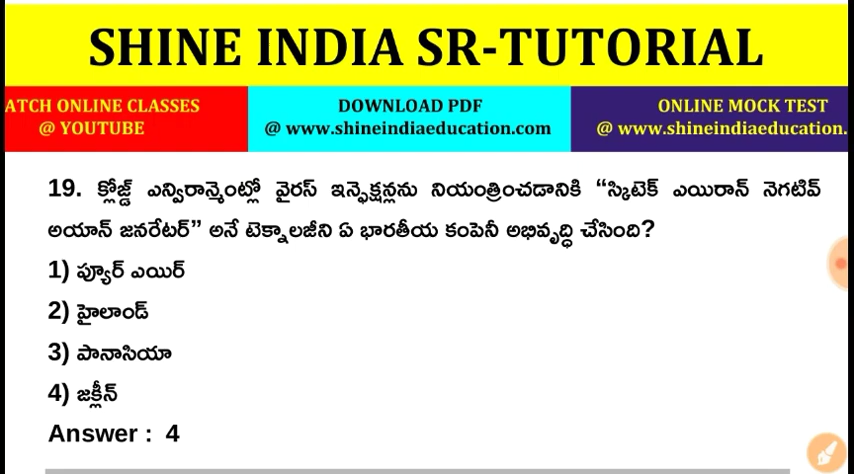 SHINE INDIA SR-TUTORIAL
ATCH ONLINE CLASSES
@ YOUTUBE
DOWNLOAD PDF
@ www.shineindiaeducation.com
ONLINE MOCK TEST
@ www.shineindiaeducation.
19. క్లోజ్డ్ ఎన్విరాన్మెంట్లో వైరస్ ఇన్ఫెక్షన్లను నియంత్రించడానికి “స్కిటెక్ ఎయిరాన్ నెగటివ్
అయాన్ జనరేటర్” అనే టెక్నాలజీని ఏ భారతీయ కంపెనీ అభివృద్ధి చేసింది?
1) ప్యూర్ ఎయిర్
2) హైలాండ్
3) పానాసియా
4) జక్లీన్
Answer : 4